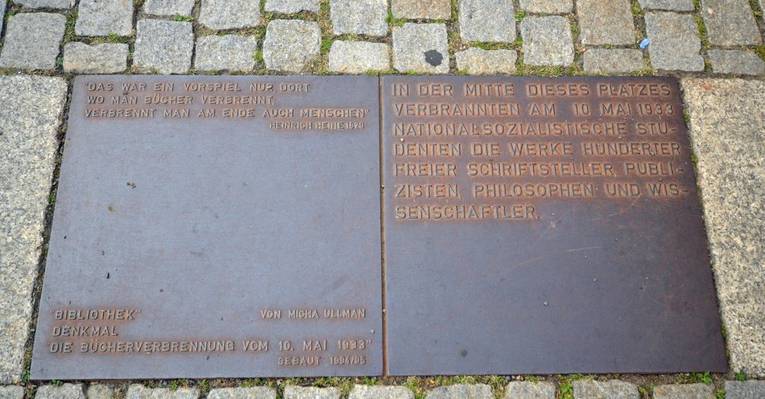 "DAS WAR EIN VORSPIEL NUR, DORT
WO MAN BÜCHER VERBRENNT,
VERBRENNT MAN AM ENDE AUCH MENSCHEN"
HEINRICH HEINE 1820
"BIBLIOTHEK" VON MICHA ULLMAN
DENKMAL
DIE BÜCHERVERBRENNUNG VOM 10. MAI 1933"
GEBAUT 1994/95
IN DER MITTE DIESES PLATZES
VERBRANNTEN AM 10 MAI 1933
NATIONALSOZIALISTISCHE STU-
DENTEN DIE WERKE HUNDERTER
FREIER SCHRIFTSTELLER, PUBLI-
ZISTEN, PHILOSOPHEN UND WIS-
SENSCHAFTLER.